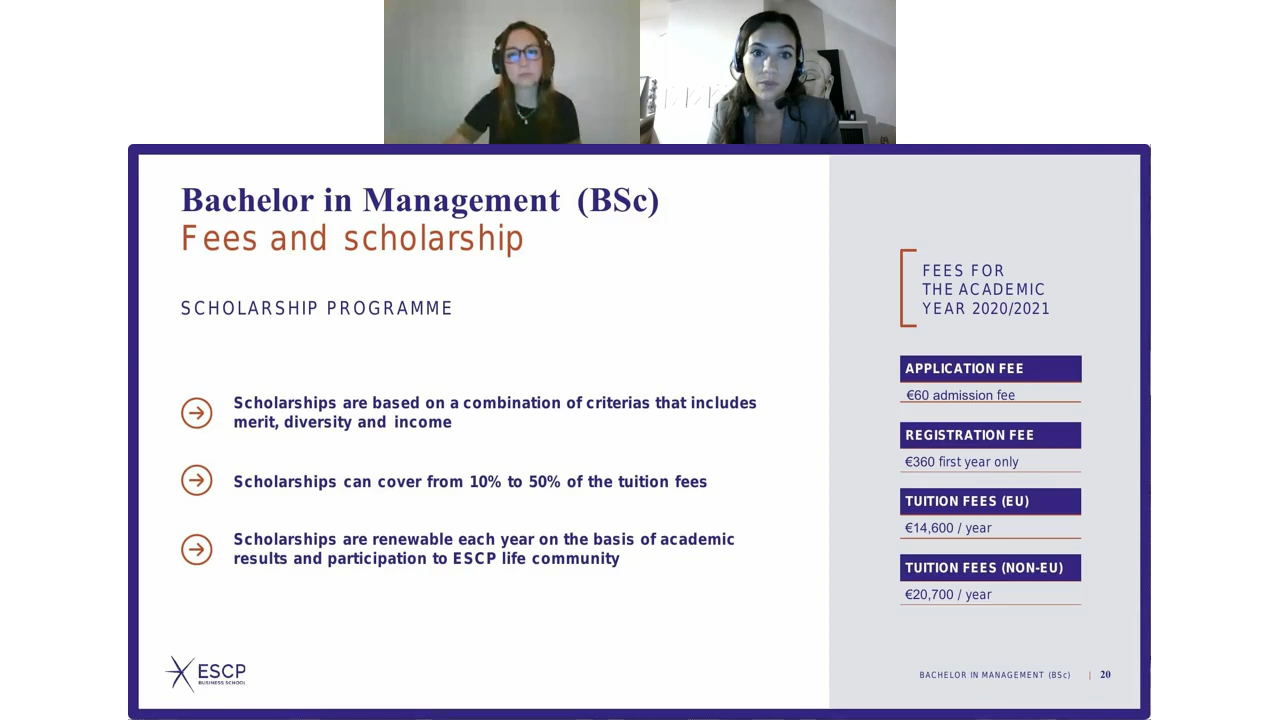 Bachelor in Management (BSc)
Fees and scholarship
SCHOLARSHIP PROGRAMME
Scholarships are based on a combination of criterias that includes
merit, diversity and income
Scholarships can cover from 10% to 50% of the tuition fees
Scholarships are renewable each year on the basis of academic
results and participation to ESCP life community
FEES FOR
THE ACADEMIC
YEAR 2020/2021
APPLICATION FEE
€60 admission fee
REGISTRATION FEE
€360 first year only
TUITION FEES (EU)
€14,600 / year
TUITION FEES (NON-EU)
€20,700 / year
ESCP
BUSINESS SCHOOL
BACHELOR IN MANAGEMENT (BSc) | 20